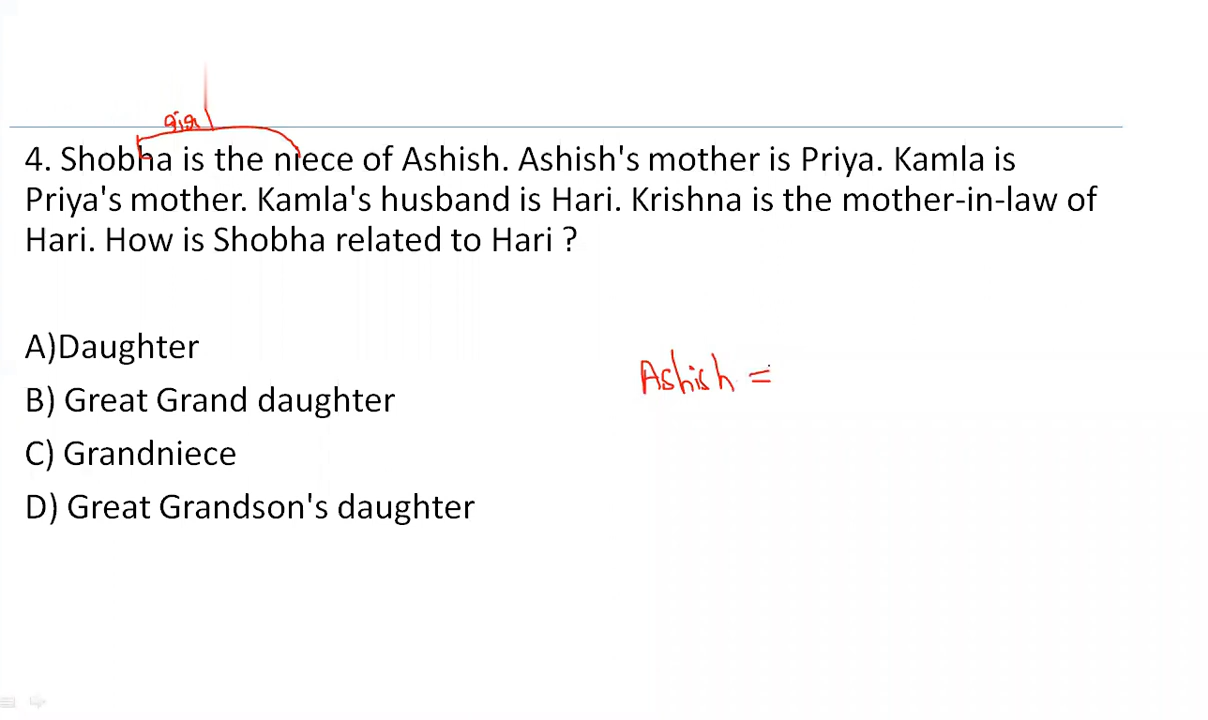 girl
4. Shobha is the niece of Ashish. Ashish's mother is Priya. Kamla is
Priya's mother. Kamla's husband is Hari. Krishna is the mother-in-law of
Hari. How is Shobha related to Hari ?
A)Daughter
Ashish =
B) Great Grand daughter
C) Grandniece
D) Great Grandson's daughter